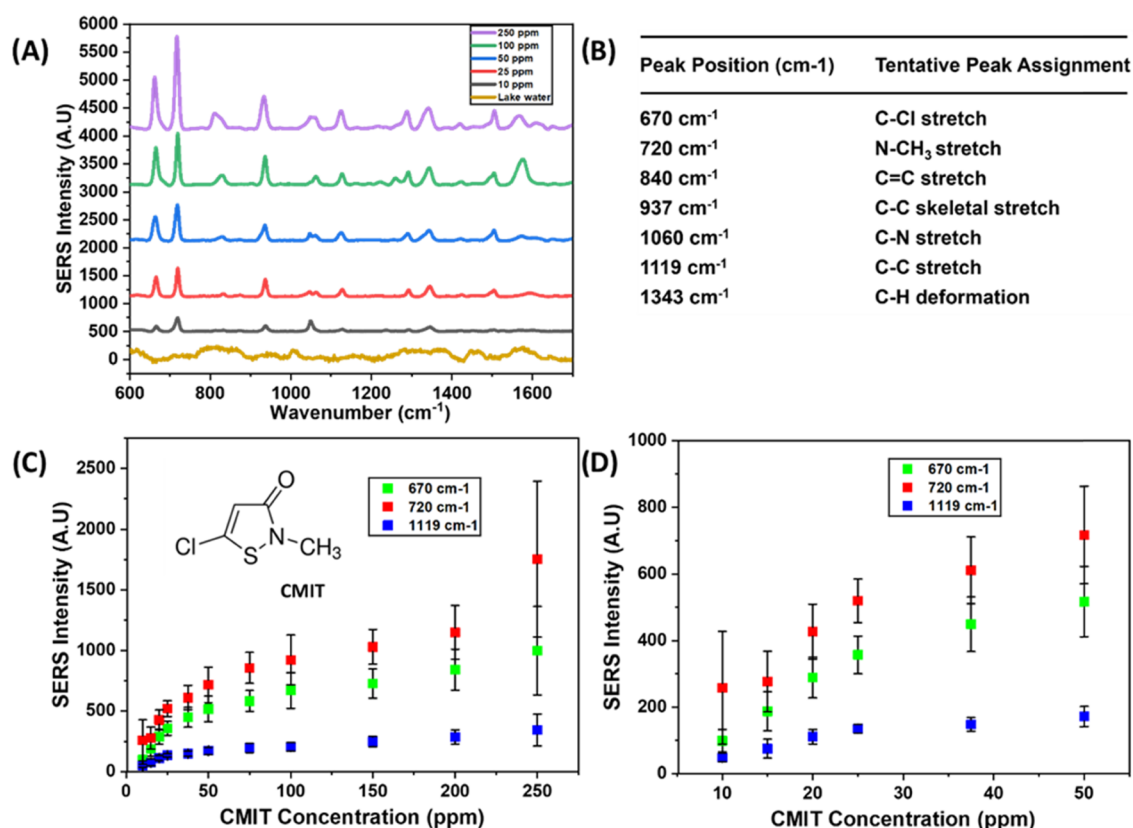 (A)
6000
5500
5000
4500
4000
3500
3000
2500
2000
1500
1000
500
0
SERS Intensity (A.U)
250 ppm
100 ppm
50 ppm
25 ppm
10 ppm
Lake water
600 800 1000 1200 1400 1600
Wavenumber (cm-1)
(B)
Peak Position (cm-1) Tentative Peak Assignment
670 cm-1 C-Cl stretch
720 cm-1 N-CH3 stretch
840 cm-1 C=C stretch
937 cm-1 C-C skeletal stretch
1060 cm-1 C-N stretch
1119 cm-1 C-C stretch
1343 cm-1 C-H deformation
(C)
2500
2000
1500
1000
500
0
SERS Intensity (A.U)
O
Cl
S
N
CH3
CMIT
670 cm-1
720 cm-1
1119 cm-1
0 50 100 150 200 250
CMIT Concentration (ppm)
(D)
1000
800
600
400
200
0
SERS Intensity (A.U)
670 cm-1
720 cm-1
1119 cm-1
10 20 30 40 50
CMIT Concentration (ppm)